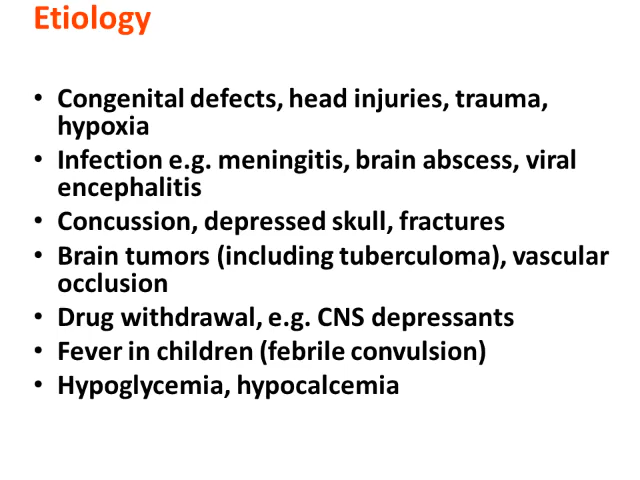 Etiology
• Congenital defects, head injuries, trauma,
hypoxia
• Infection e.g. meningitis, brain abscess, viral
encephalitis
• Concussion, depressed skull, fractures
• Brain tumors (including tuberculoma), vascular
occlusion
• Drug withdrawal, e.g. CNS depressants
• Fever in children (febrile convulsion)
• Hypoglycemia, hypocalcemia